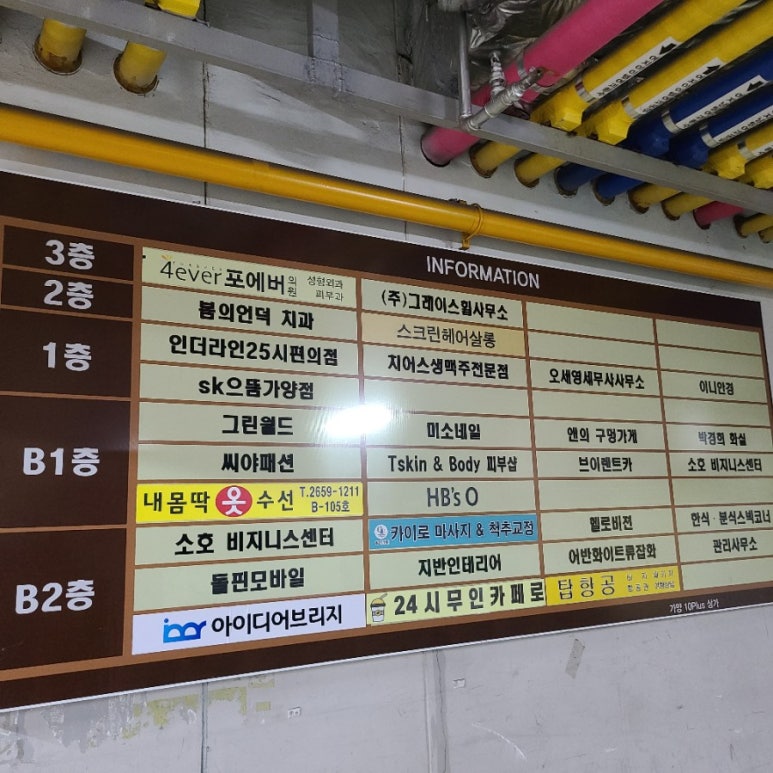 INFORMATION
3층
4ever 포에버 의원 성형외과 피부과
2층
봄의언덕 치과
(주)그레이스힐사무소
1층
인더라인25시편의점
스크린헤어살롱
sk으뜸가양점
치어스생맥주전문점
오세영세무사사무소
이니안경
B1층
그린월드
미소네일
앤의 구멍가게
박경희 화실
씨야패션
Tskin & Body 피부샵
브이렌트카
소호 비지니스센터
내몸딱 옷 수선 T.2659-1211 B-105호
HB's O
B2층
소호 비지니스센터
카이로 마사지 & 척추교정
헬로비젼
한식·분식스넥코너
돌핀모바일
지반인테리어
어반화이트류잡화
관리사무소
아이디어브리지
24시무인카페로
탑항공
가양 10Plus 상가